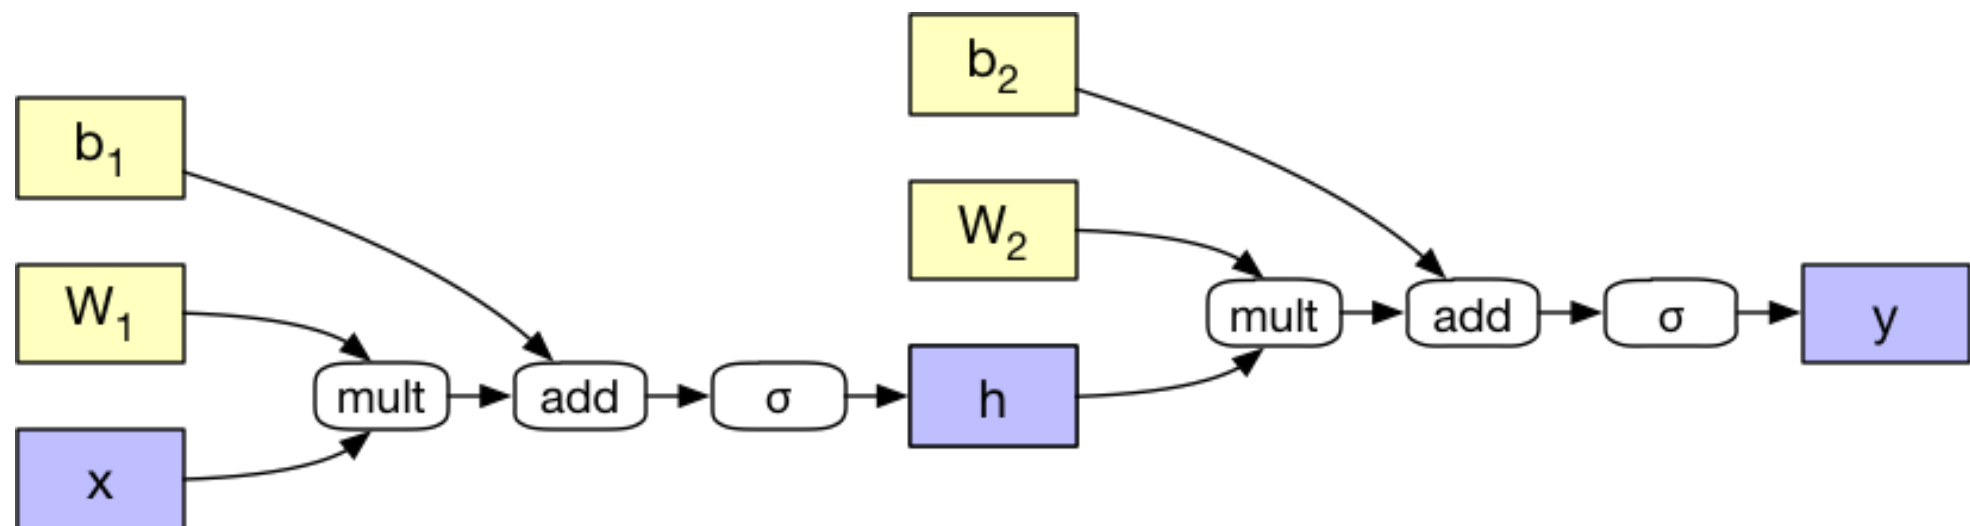 b₁
W₁
x
mult
add
σ
h
b₂
W₂
mult
add
σ
y